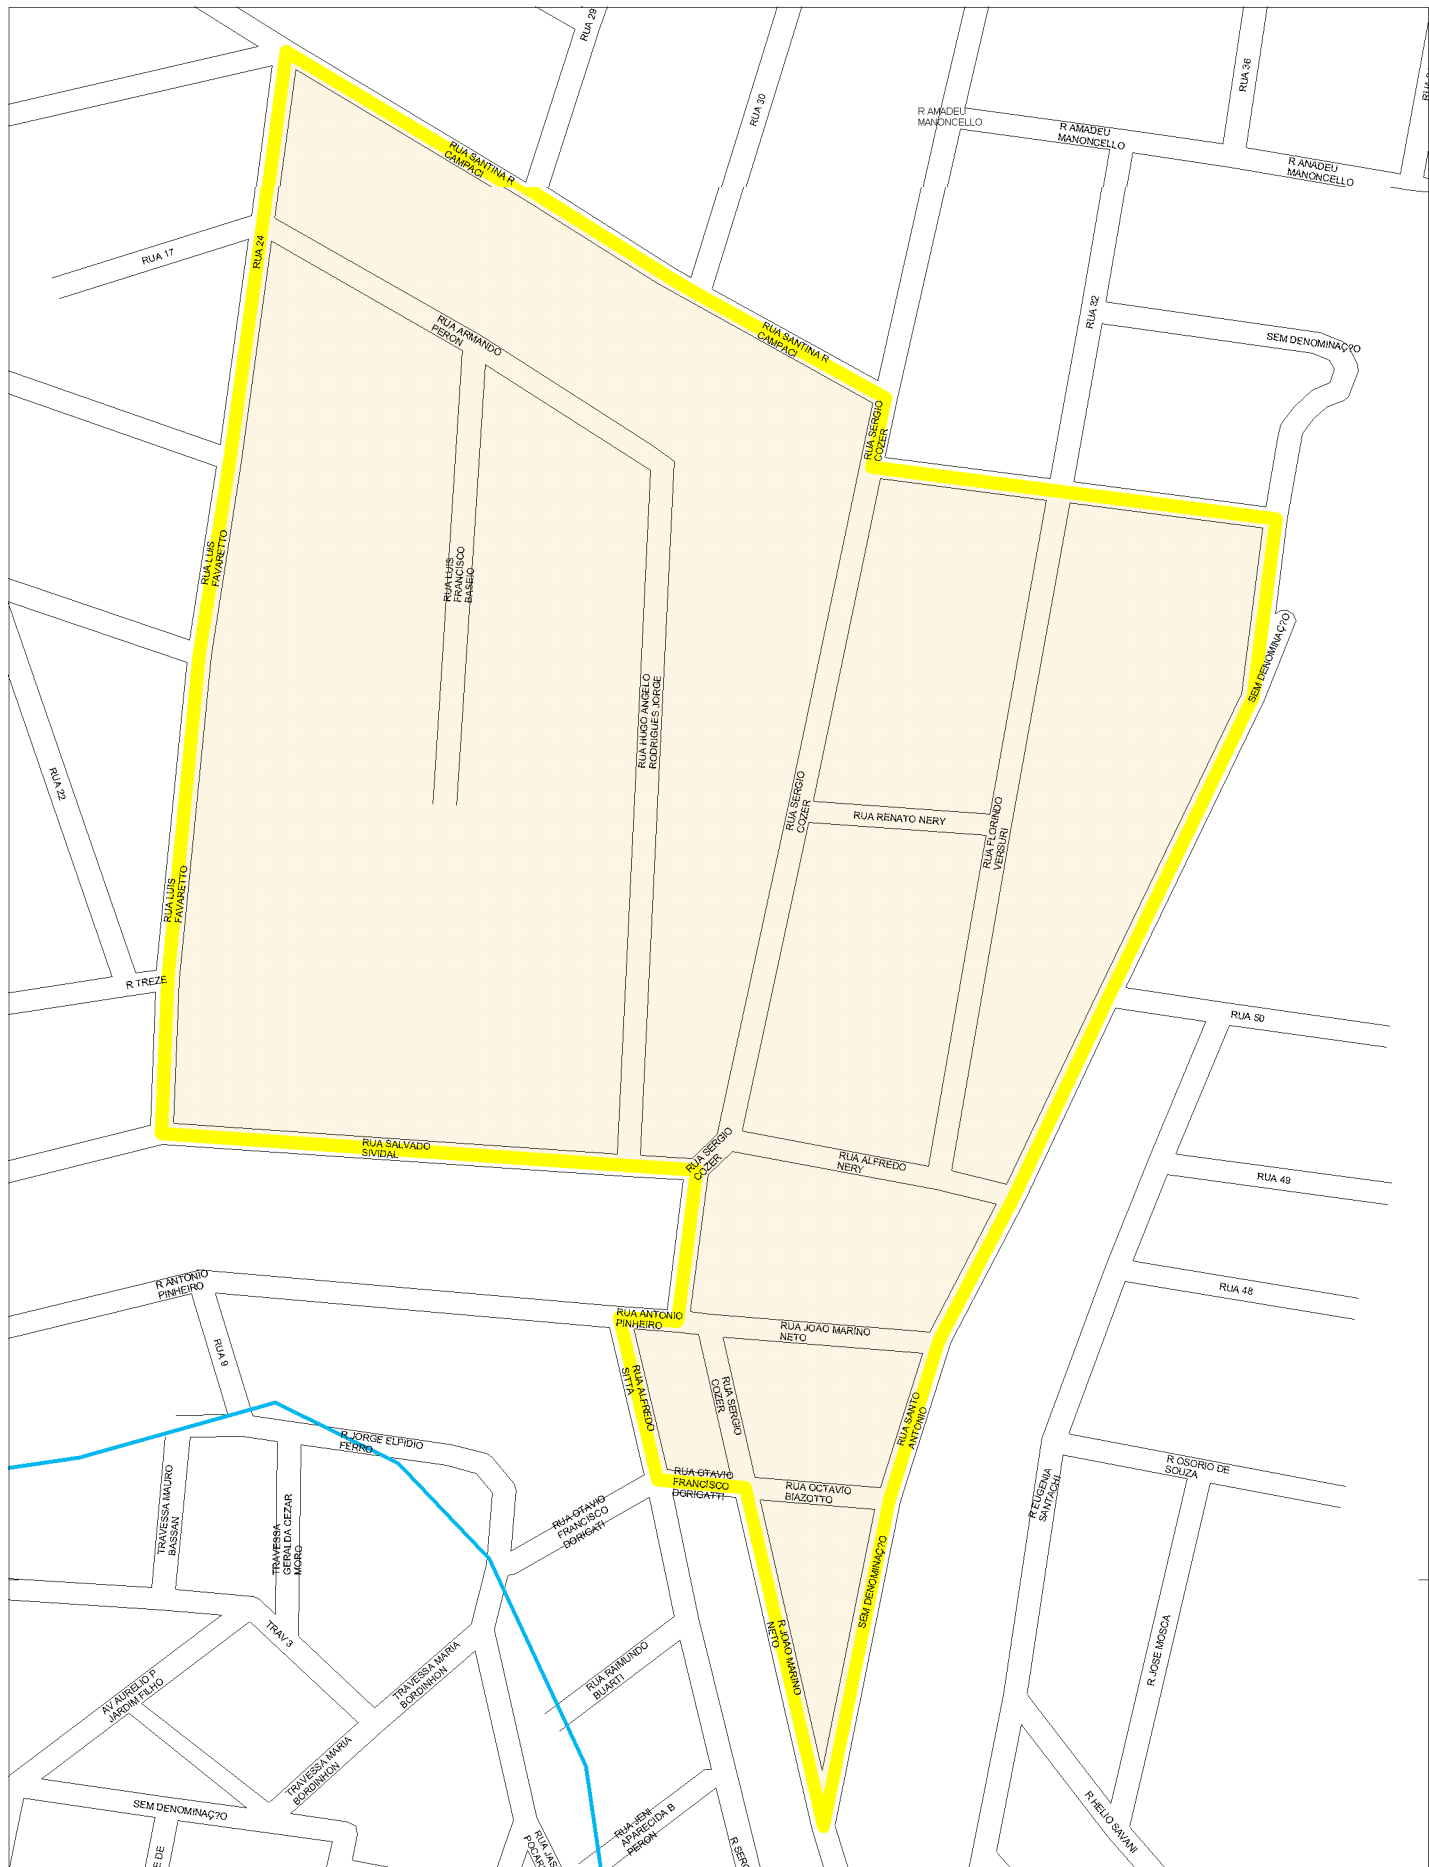 RUA 29
RUA 36
RUA 30
R AMADEU
MANONCELLO
R AMADEU
MANONCELLO
R ANADEU
MANONCELLO
RUA SANTINA R
CAMPACI
RUA 17
RUA 24
RUA 32
RUA ARMANDO
PERON
RUA SANTINA R
CAMPACI
SEM DENOMINAÇ?O
RUA SERGIO
COZER
RUA LUIS
FAVARETTO
RUA LUIS
FRANCISCO
BASEIO
SEM DENOMINAÇ?O
RUA HUGO ANGELO
RODRIGUES JORGE
RUA 22
RUA SERGIO
COZER
RUA RENATO NERY
RUA FLORINDO
VERSURI
RUA LUIS
FAVARETTO
R TREZE
RUA 50
RUA SALVADO
SIVIDAL
RUA SERGIO
COZER
RUA ALFREDO
NERY
RUA 49
R ANTONIO
PINHEIRO
RUA 48
RUA ANTONIO
PINHEIRO
RUA JOAO MARINO
NETO
RUA 9
RUA ALFREDO
SITTA
RUA SERGIO
COZER
RUA SANTO
ANTONIO
R JORGE ELPIDIO
FERRO
R OSORIO DE
SOUZA
RUA OTAVIO
FRANCISCO
DORIGATTI
RUA OCTAVIO
BIAZOTTO
R EUGENIA
SANTACHI
TRAVESSA MAURO
BASSAN
TRAVESSA
GERALDA CEZAR
MORO
RUA OTAVIO
FRANCISCO
DORIGATI
SEM DENOMINAÇ?O
TRAV 3
R JOAO MARINO
NETO
R JOSE MOSCA
TRAVESSA MARIA
BORDINHON
RUA RAIMUNDO
BUARTI
AV AURELIO P
JARDIM FILHO
TRAVESSA MARIA
BORDINHON
SEM DENOMINAÇ?O
RUA JENI
APARECIDA B
PERON
R HELIO SAVANI
RUA JAS
POCAR
R SERG
E DE